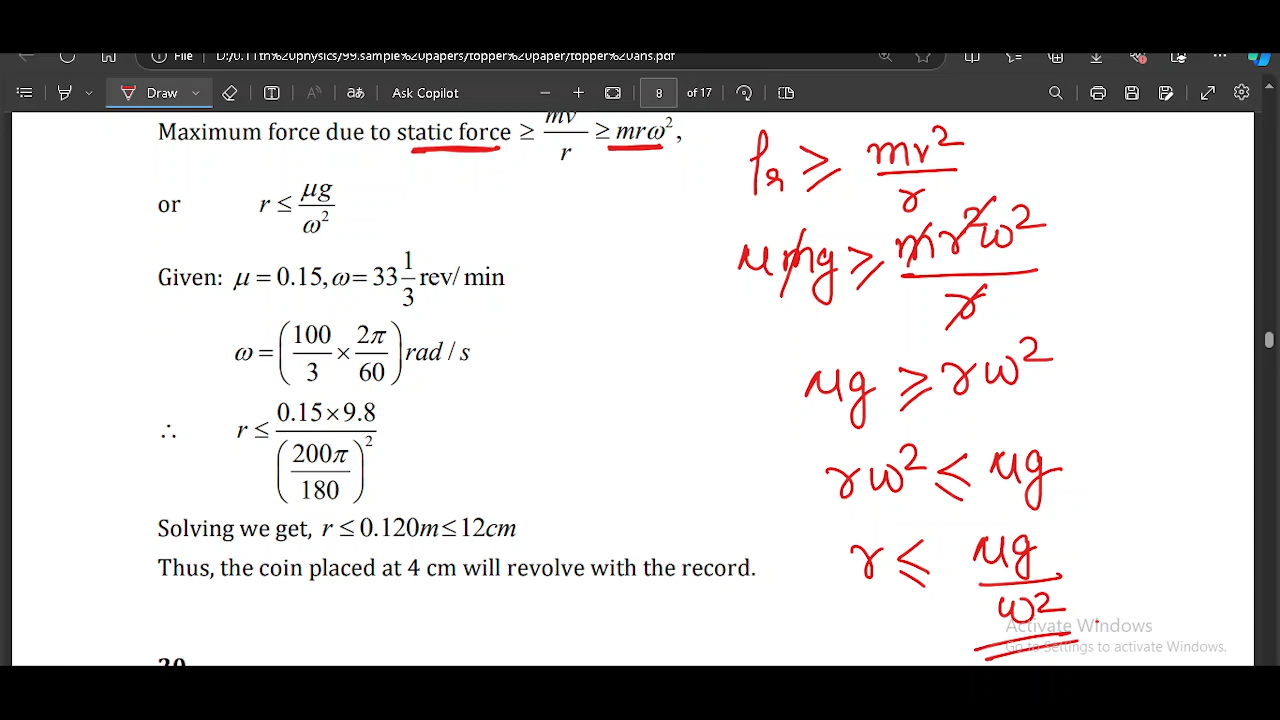 File D:/0.11th%20physics/99.sample%20papers/topper%20paper/topper%20ans.pdf
Draw aあ Ask Copilot 8 of 17
Maximum force due to static force ≥ mv/r ≥ mrω²,
or r ≤ μg/ω²
Given: μ = 0.15, ω = 33 1/3 rev/min
ω = (100/3 × 2π/60) rad / s
∴ r ≤ 0.15×9.8/(200π/180)²
Solving we get, r ≤ 0.120m ≤ 12cm
Thus, the coin placed at 4 cm will revolve with the record.
≥ mv²/r
μmg ≥ mr²ω²/r
μg ≥ rω²
rω² ≤ μg
r ≤ μg/ω²
Activate Windows
Go to Settings to activate Windows.